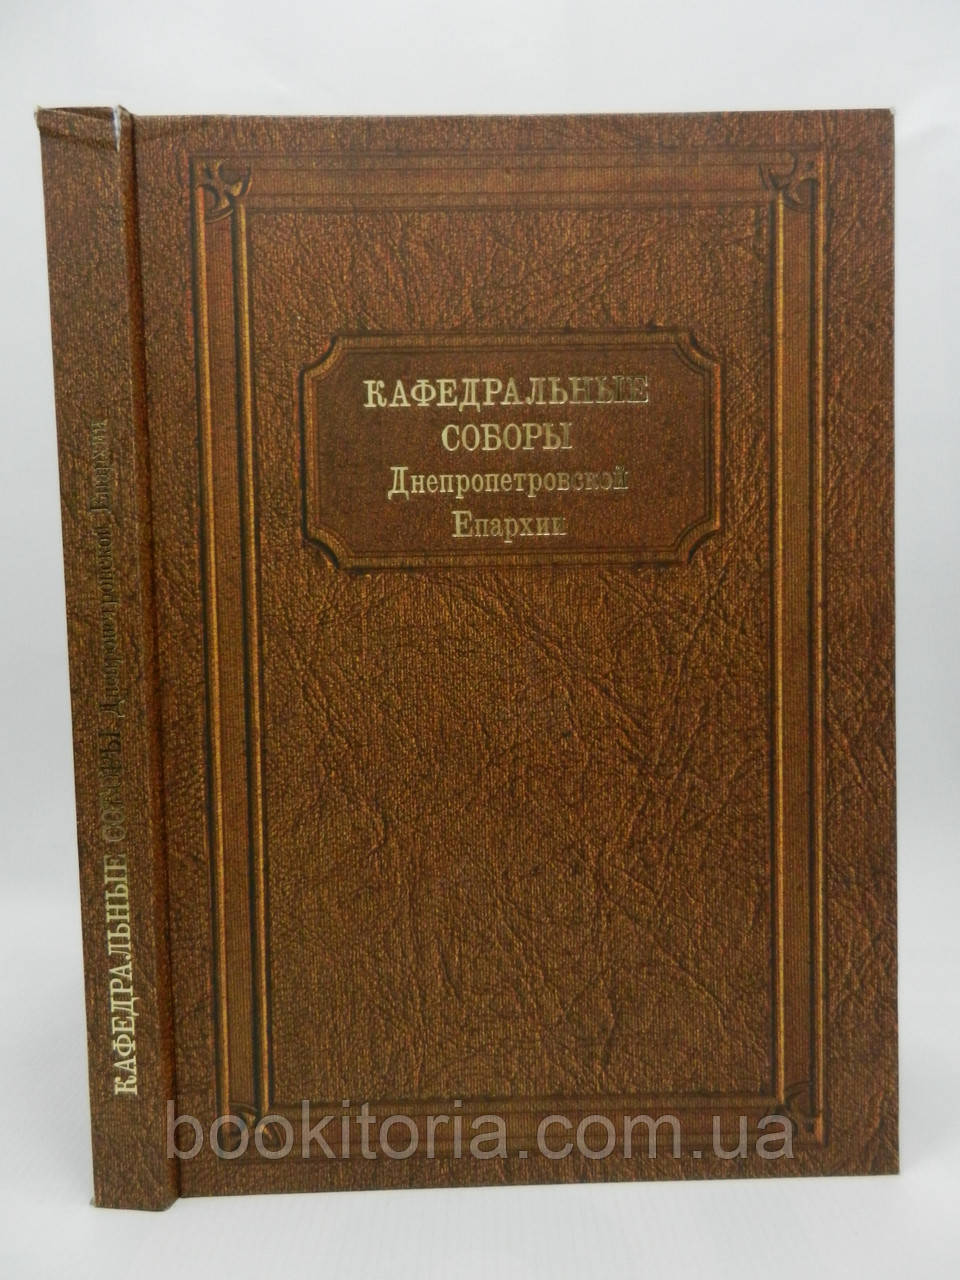 КАФЕДРАЛЬНЫЕ
СОБОРЫ
Днепропетровской
Епархии
КАФЕДРАЛЬНЫЕ СОБОРЫ Днепропетровской Епархии
bookitoria.com.ua